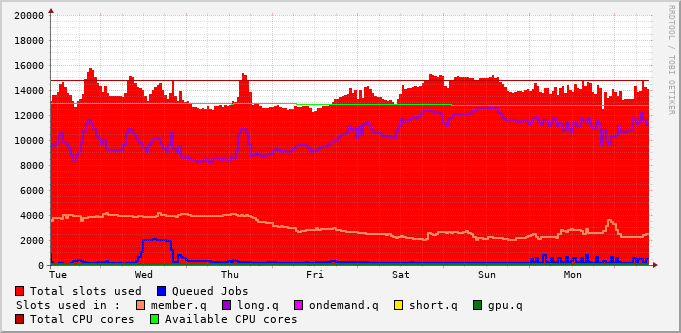 20000
18000
16000
14000
12000
10000
8000
6000
4000
2000
0
Tue Wed Thu Fri Sat Sun Mon
RRDTOOL / TOBI OETIKER
Total slots used Queued Jobs
Slots used in : member.q long.q ondemand.q short.q gpu.q
Total CPU cores Available CPU cores